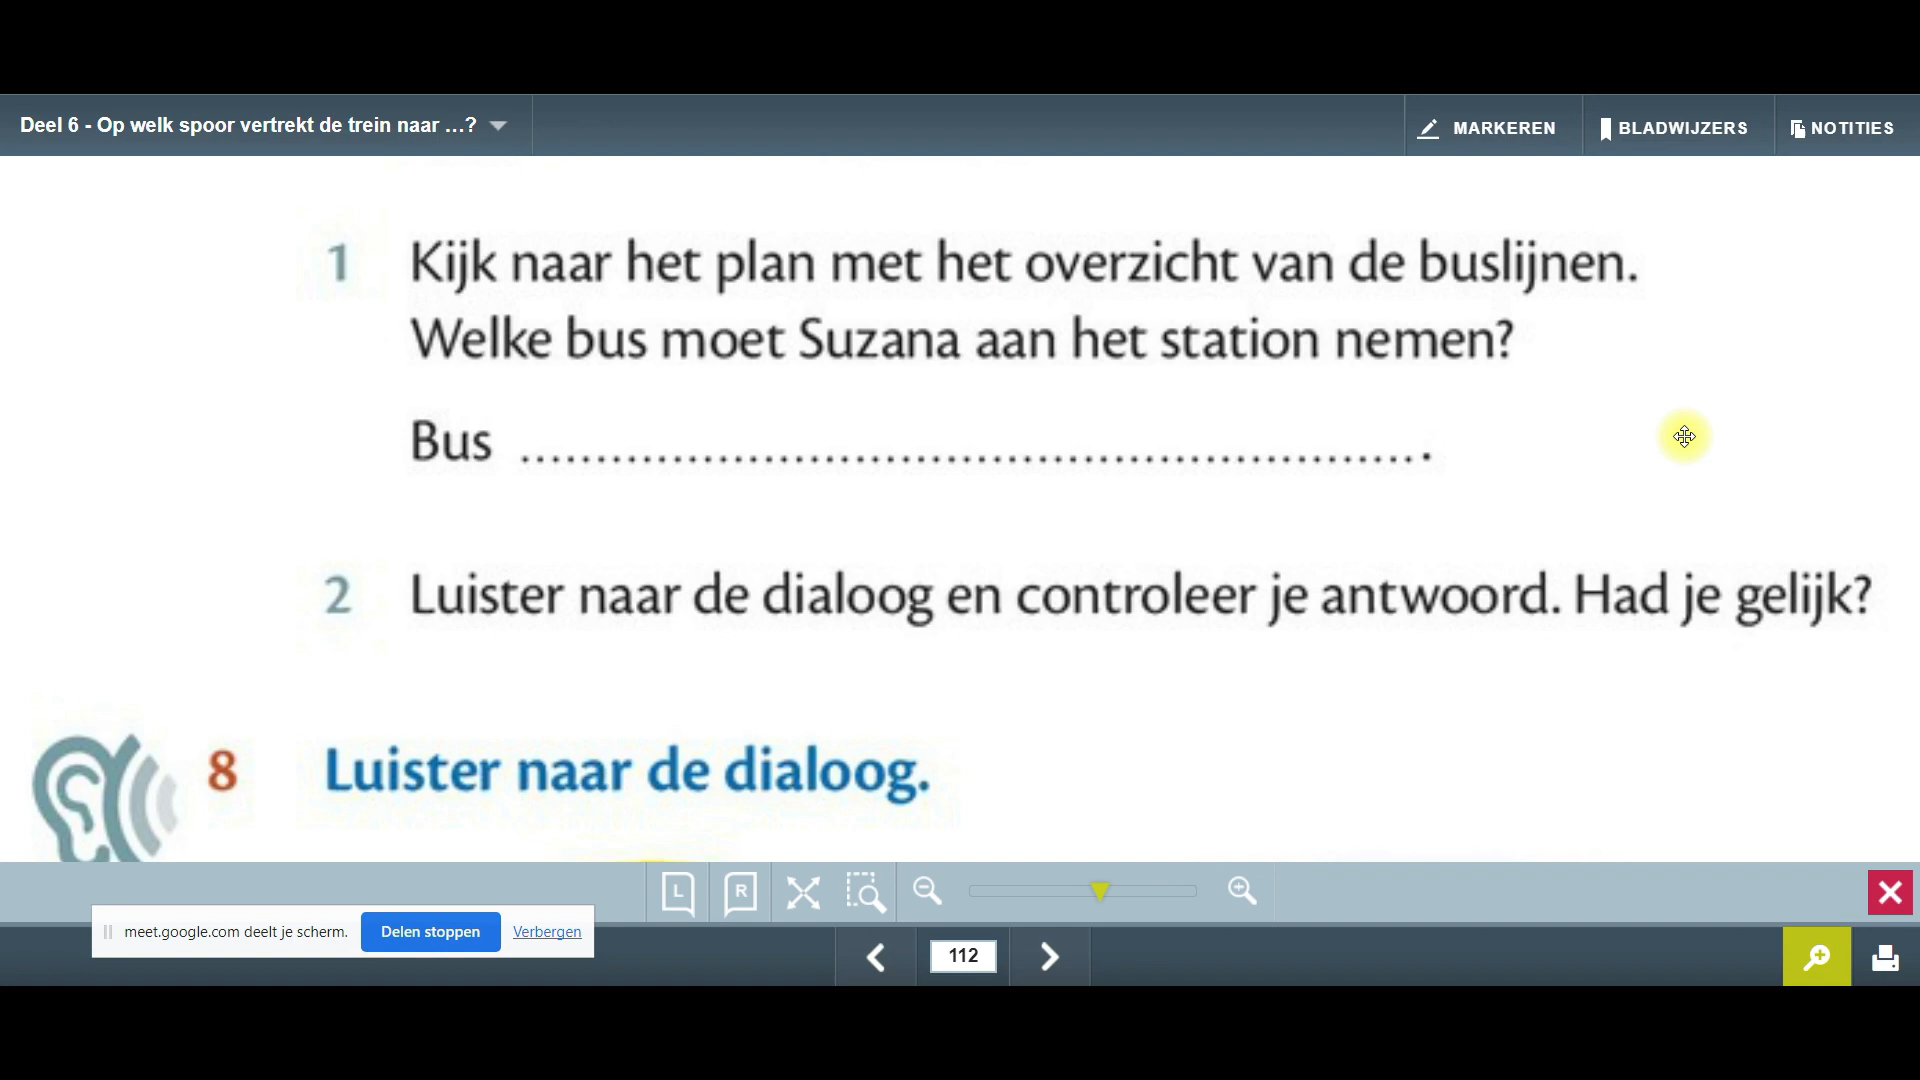 Deel 6 - Op welk spoor vertrekt de trein naar ...?
MARKEREN
BLADWIJZERS
NOTITIES
1 Kijk naar het plan met het overzicht van de buslijnen.
Welke bus moet Suzana aan het station nemen?
Bus ..........................................................
2 Luister naar de dialoog en controleer je antwoord. Had je gelijk?
8 Luister naar de dialoog.
L
R
meet.google.com deelt je scherm.
Delen stoppen
Verbergen
112